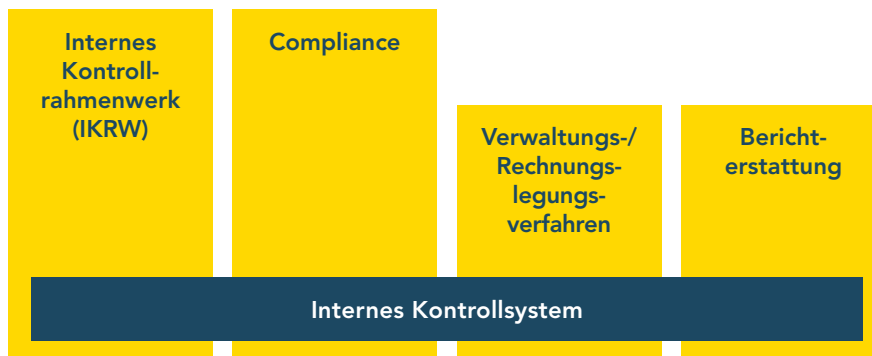 Internes
Kontroll-
rahmenwerk
(IKRW)
Compliance
Verwaltungs-/
Rechnungs-
legungs-
verfahren
Bericht-
erstattung
Internes Kontrollsystem